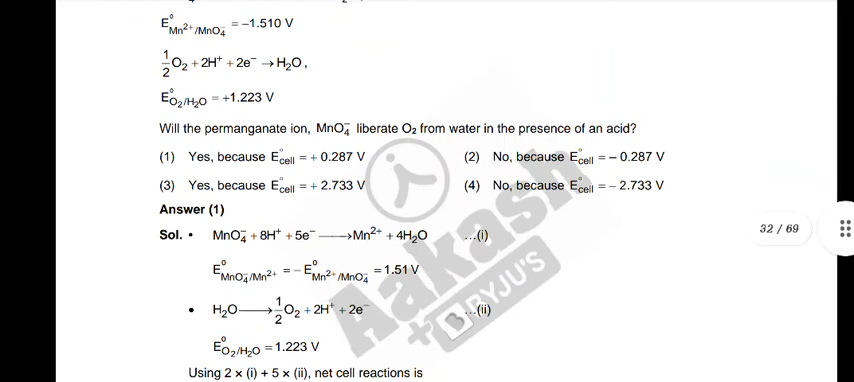 E°Mn²⁺/MnO₄⁻ = −1.510 V
1/2 O₂ + 2H⁺ + 2e⁻ → H₂O,
E°O₂/H₂O = +1.223 V
Will the permanganate ion, MnO₄⁻ liberate O₂ from water in the presence of an acid?
(1) Yes, because E°cell = + 0.287 V (2) No, because E°cell = − 0.287 V
(3) Yes, because E°cell = + 2.733 V (4) No, because E°cell = − 2.733 V
Answer (1)
32 / 69
Sol. • MnO₄⁻ + 8H⁺ + 5e⁻ ⟶ Mn²⁺ + 4H₂O ...(i)
E°MnO₄⁻/Mn²⁺ = − E°Mn²⁺/MnO₄⁻ = 1.51 V
• H₂O ⟶ 1/2 O₂ + 2H⁺ + 2e⁻ ...(ii)
E°O₂/H₂O = 1.223 V
Using 2 × (i) + 5 × (ii), net cell reactions is
Aakash
+ BYJU'S